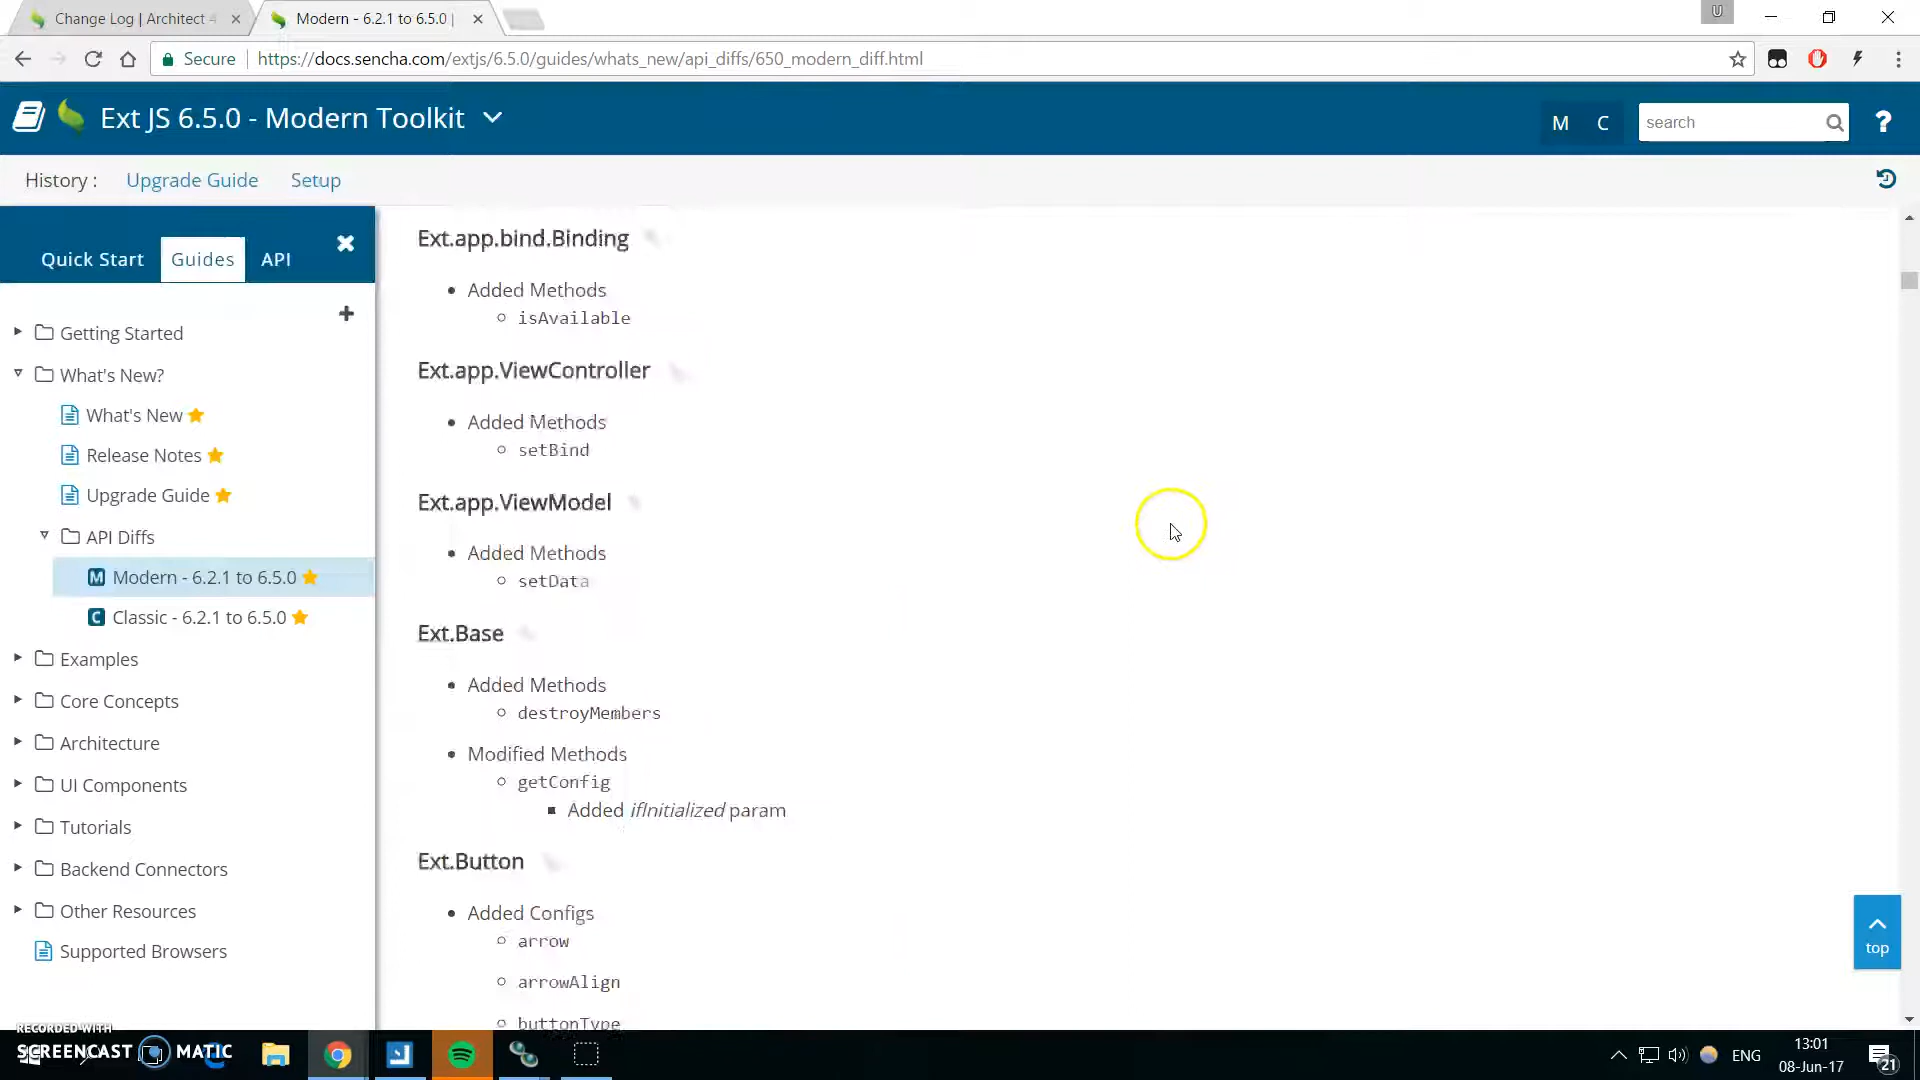 Change Log | Architect 4
Modern - 6.2.1 to 6.5.0 |
U
Secure https://docs.sencha.com/extjs/6.5.0/guides/whats_new/api_diffs/650_modern_diff.html
Ext JS 6.5.0 - Modern Toolkit
M C search ?
History : Upgrade Guide Setup
Quick Start Guides API
Getting Started
What's New?
What's New
Release Notes
Upgrade Guide
API Diffs
M Modern - 6.2.1 to 6.5.0
C Classic - 6.2.1 to 6.5.0
Examples
Core Concepts
Architecture
UI Components
Tutorials
Backend Connectors
Other Resources
Supported Browsers
Ext.app.bind.Binding
Added Methods
isAvailable
Ext.app.ViewController
Added Methods
setBind
Ext.app.ViewModel
Added Methods
setData
Ext.Base
Added Methods
destroyMembers
Modified Methods
getConfig
Added ifInitialized param
Ext.Button
Added Configs
arrow
arrowAlign
buttonType
top
RECORDED WITH
SCREENCAST MATIC
ENG
13:01
08-Jun-17
21